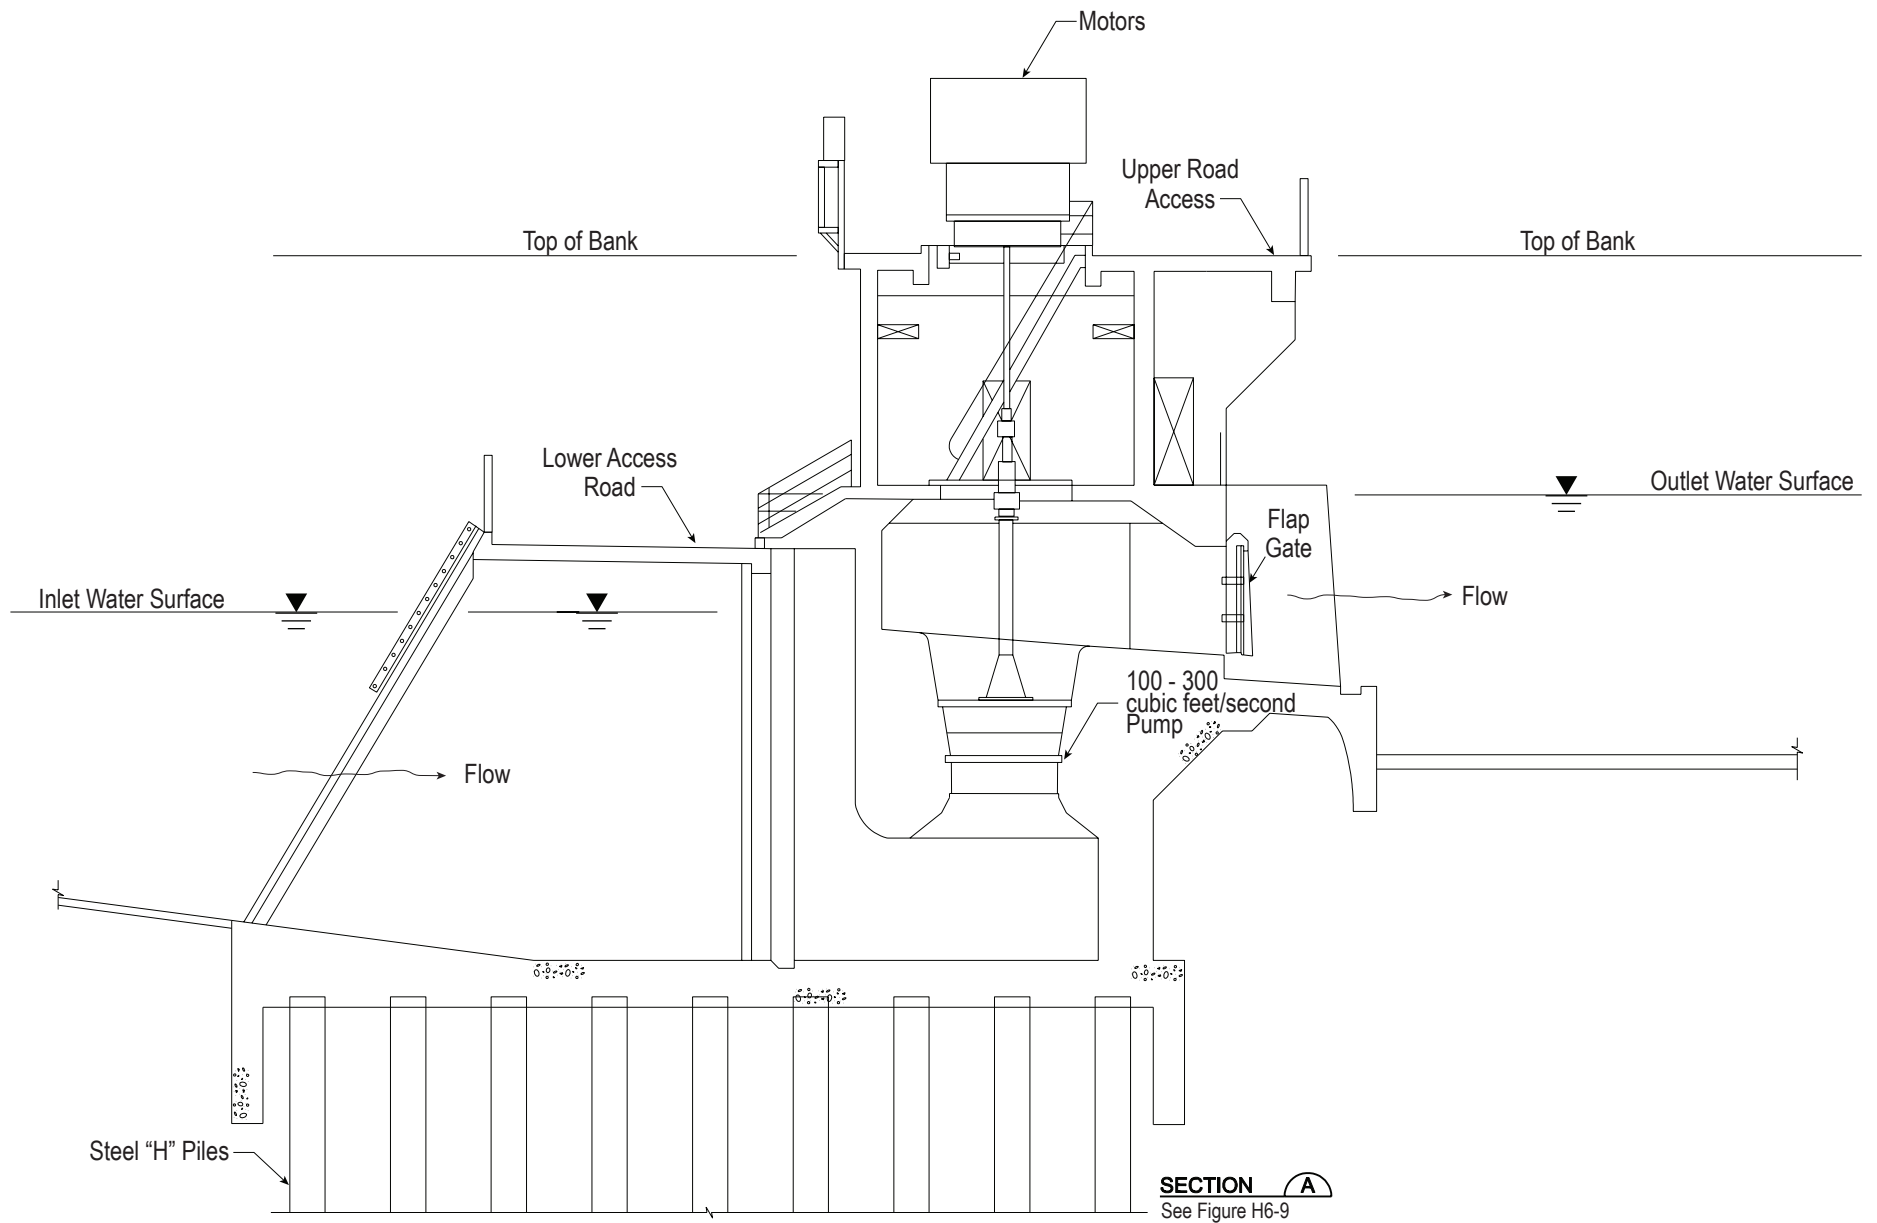 Motors
Upper Road
Access
Top of Bank
Top of Bank
Lower Access
Road
Outlet Water Surface
Flap
Gate
Inlet Water Surface
Flow
100 - 300
cubic feet/second
Pump
Flow
Steel “H” Piles
SECTION A
See Figure H6-9